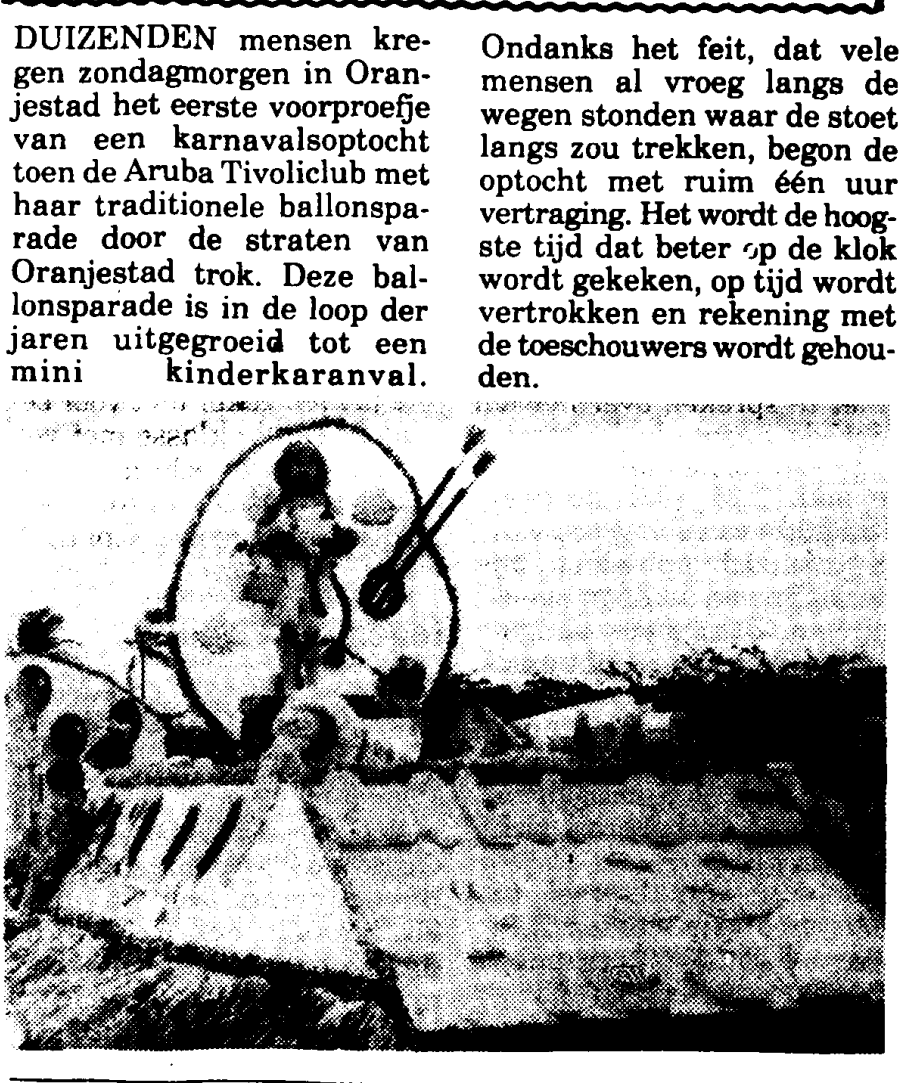 DUIZENDEN mensen kre-
gen zondagmorgen in Oran-
jestad het eerste voorproefje
van een karnavalsoptocht
toen de Aruba Tivoliclub met
haar traditionele ballonspa-
rade door de straten van
Oranjestad trok. Deze bal-
lonsparade is in de loop der
jaren uitgegroeid tot een
mini kinderkaranval.
Ondanks het feit, dat vele
mensen al vroeg langs de
wegen stonden waar de stoet
langs zou trekken, begon de
optocht met ruim één uur
vertraging. Het wordt de hoog-
ste tijd dat beter op de klok
wordt gekeken, op tijd wordt
vertrokken en rekening met
de toeschouwers wordt gehou-
den.